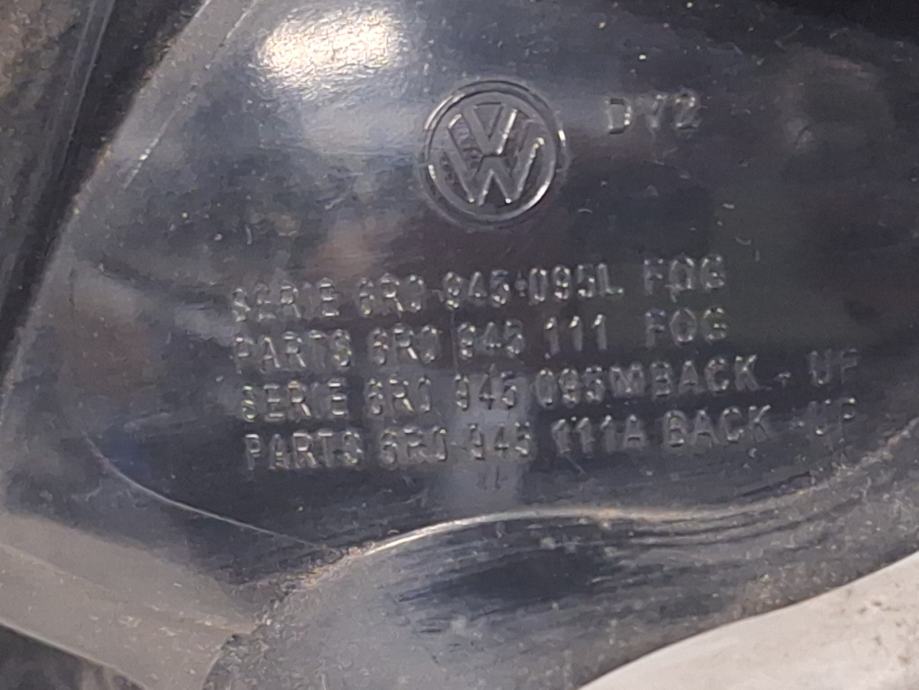 VW DV2
SERIE 6R0 945 095L FOG
PARTS 6R0 945 111 FOG
SERIE 6R0 945 095M BACK - UP
PARTS 6R0 945 111A BACK - UP